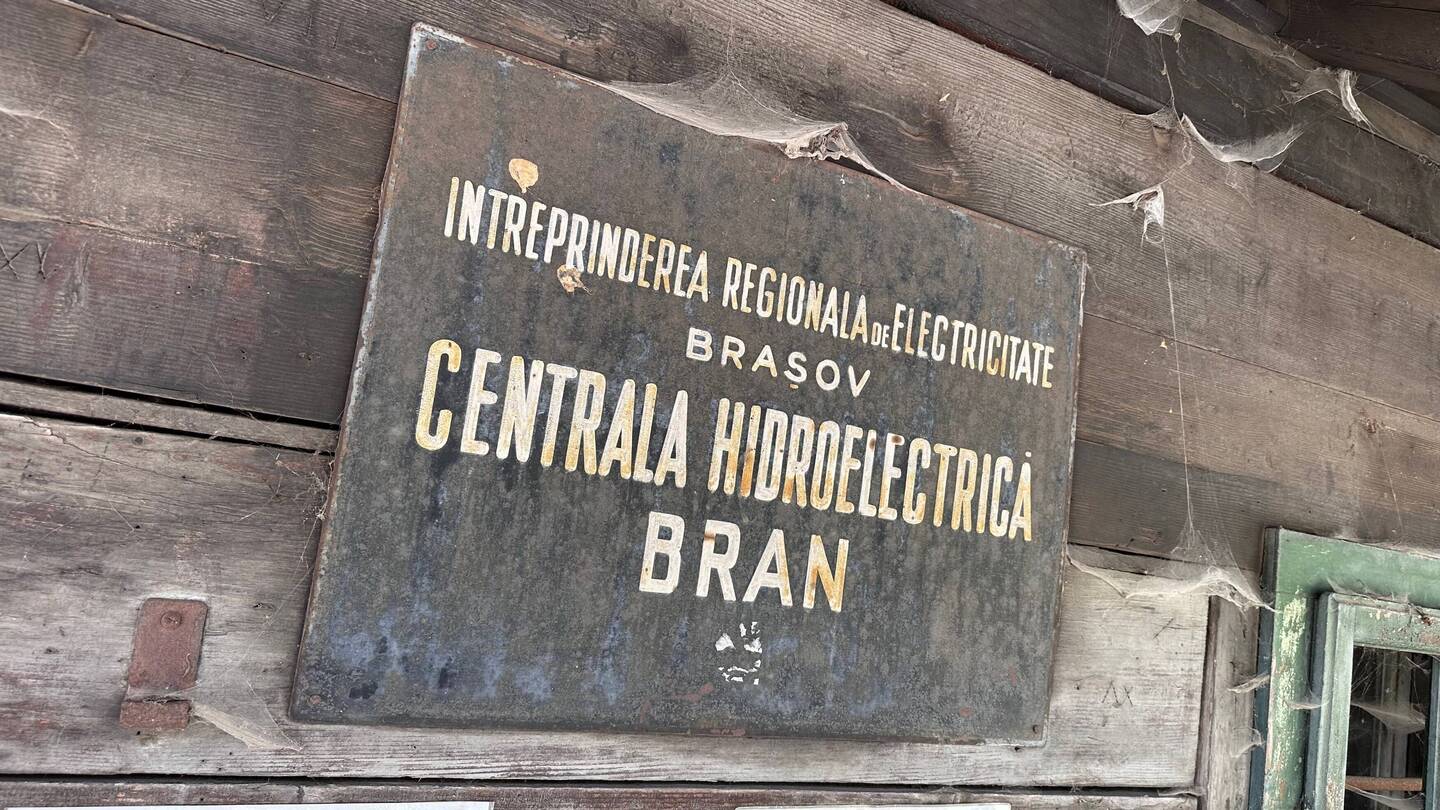 INTREPRINDEREA REGIONALA DE ELECTRICITATE
BRAȘOV
CENTRALA HIDROELECTRICĂ
BRAN